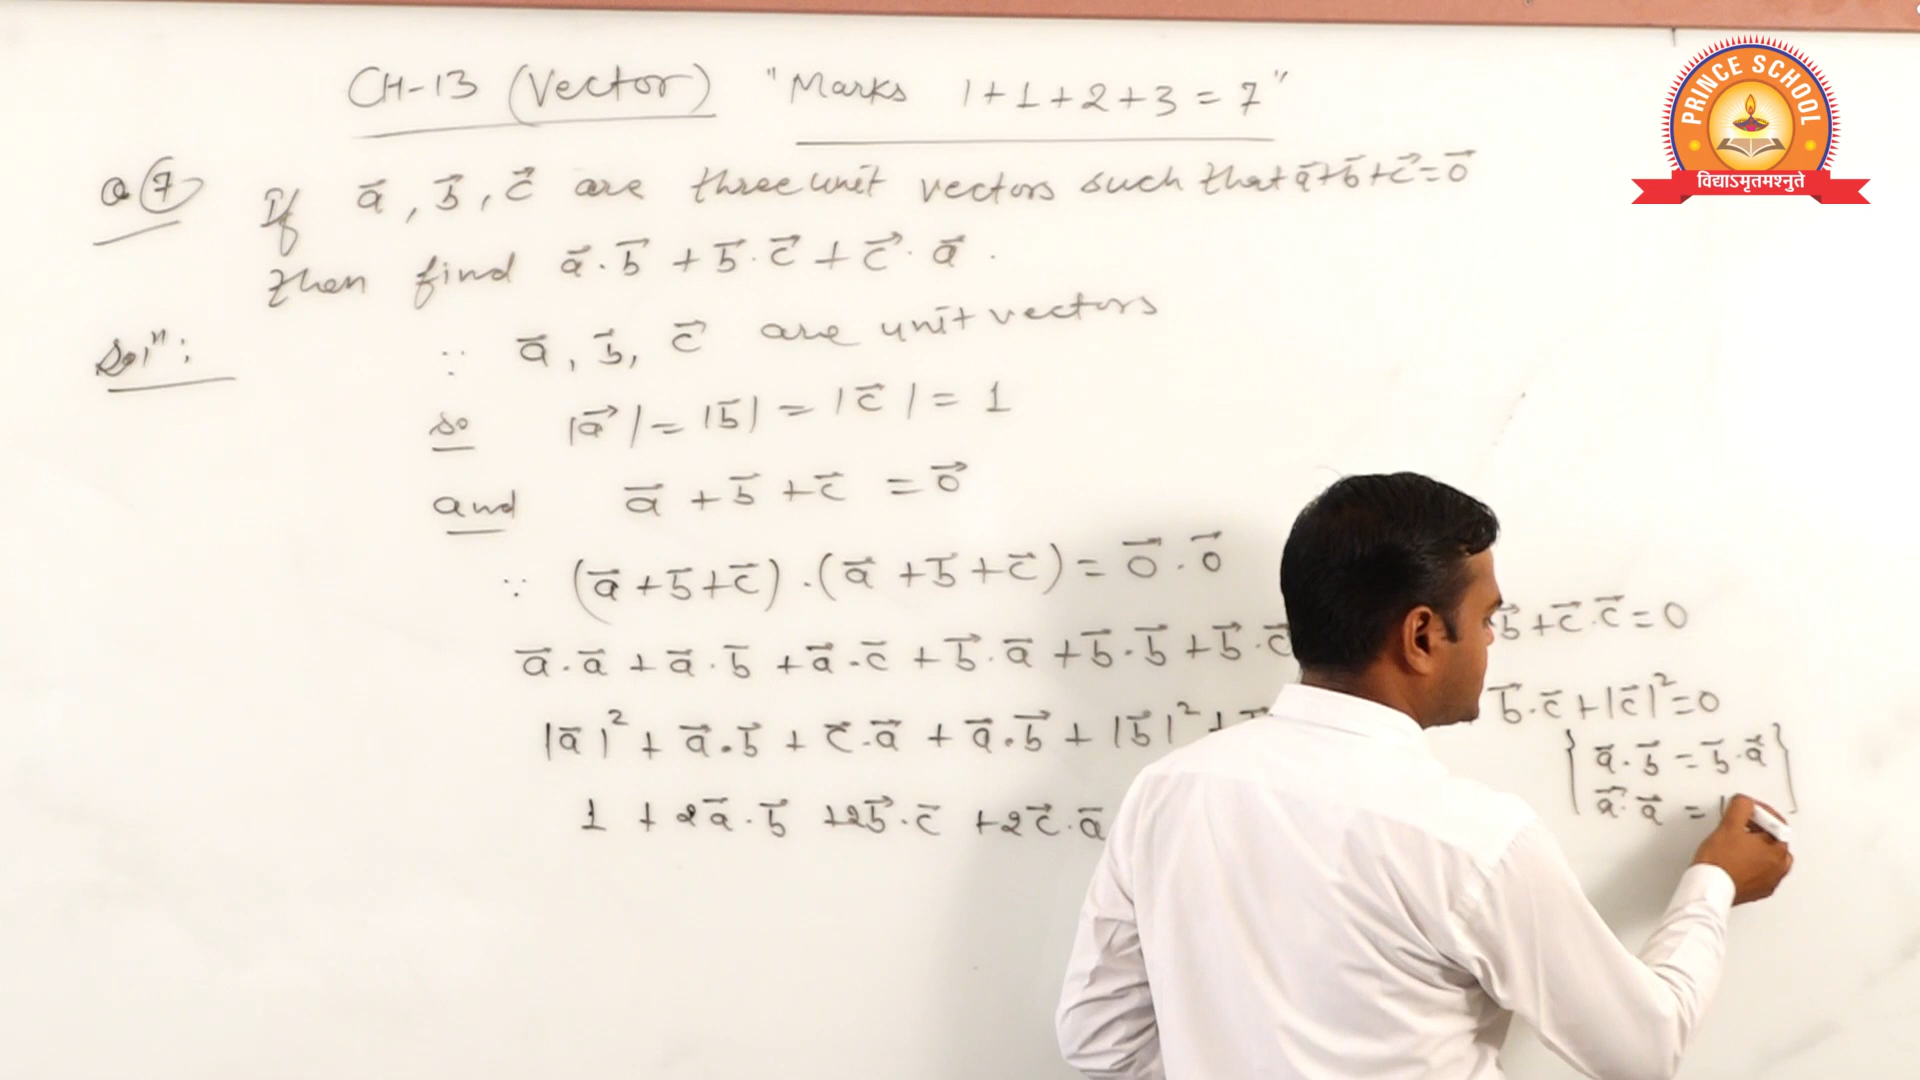 CH-13 (Vector) "Marks 1+1+2+3=7"
Q(7) If a⃗, b⃗, c⃗ are three unit vectors such that a⃗+b⃗+c⃗=0⃗
then find a⃗·b⃗ + b⃗·c⃗ + c⃗·a⃗.
Solⁿ: ∵ a⃗, b⃗, c⃗ are unit vectors
so |a⃗| = |b⃗| = |c⃗| = 1
and a⃗ + b⃗ + c⃗ = 0⃗
∵ (a⃗+b⃗+c⃗)·(a⃗+b⃗+c⃗) = 0⃗·0⃗
a⃗·a⃗ + a⃗·b⃗ + a⃗·c⃗ + b⃗·a⃗ + b⃗·b⃗ + b⃗·c⃗ b⃗ + c⃗·c⃗ = 0
|a⃗|² + a⃗·b⃗ + c⃗·a⃗ + a⃗·b⃗ + |b⃗|² + b⃗·c⃗ + |c⃗|² = 0
{ a⃗·b⃗ = b⃗·a⃗ }
a⃗·a⃗ =
1 + 2a⃗·b⃗ + 2b⃗·c⃗ + 2c⃗·a⃗
PRINCE SCHOOL
विद्याऽमृतमश्नुते